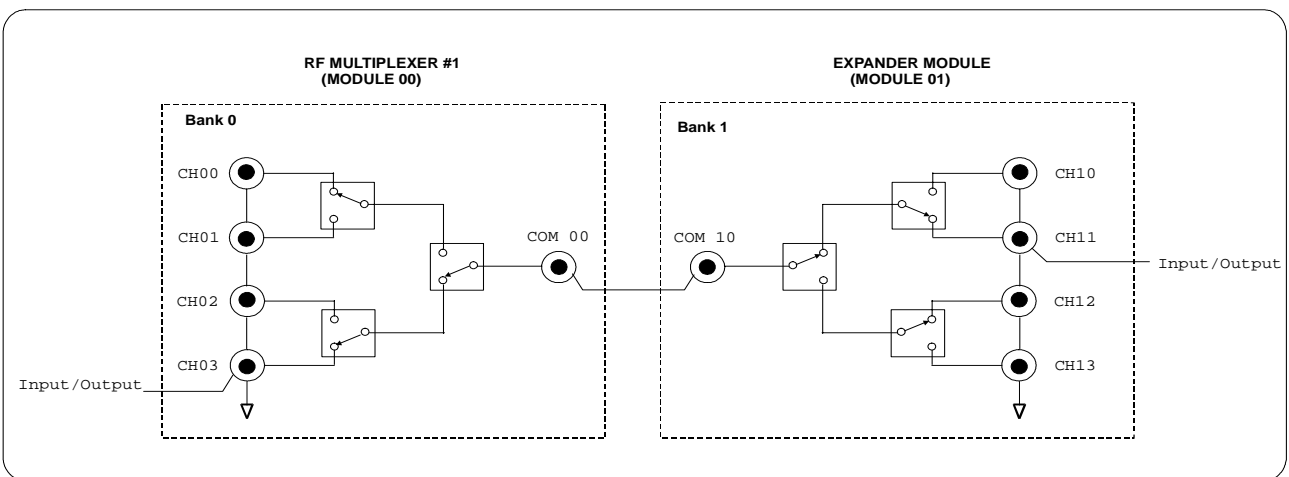 RF MULTIPLEXER #1
(MODULE 00)
EXPANDER MODULE
(MODULE 01)
Bank 0
Bank 1
CH00
CH01
CH02
CH03
COM 00
COM 10
CH10
CH11
CH12
CH13
Input/Output
Input/Output